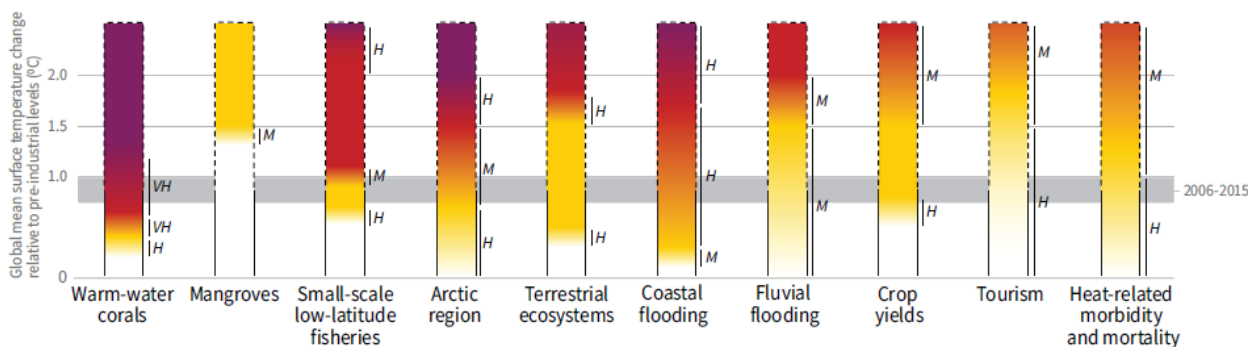 Global mean surface temperature change
relative to pre-industrial levels (ºC)
2.0
1.5
1.0
0
H
M
H
H
H
H
M
M
M
VH
M
M
H
H
2006-2015
VH
H
H
M
H
H
H
H
H
M
Warm-water
corals
Mangroves
Small-scale
low-latitude
fisheries
Arctic
region
Terrestrial
ecosystems
Coastal
flooding
Fluvial
flooding
Crop
yields
Tourism
Heat-related
morbidity
and mortality